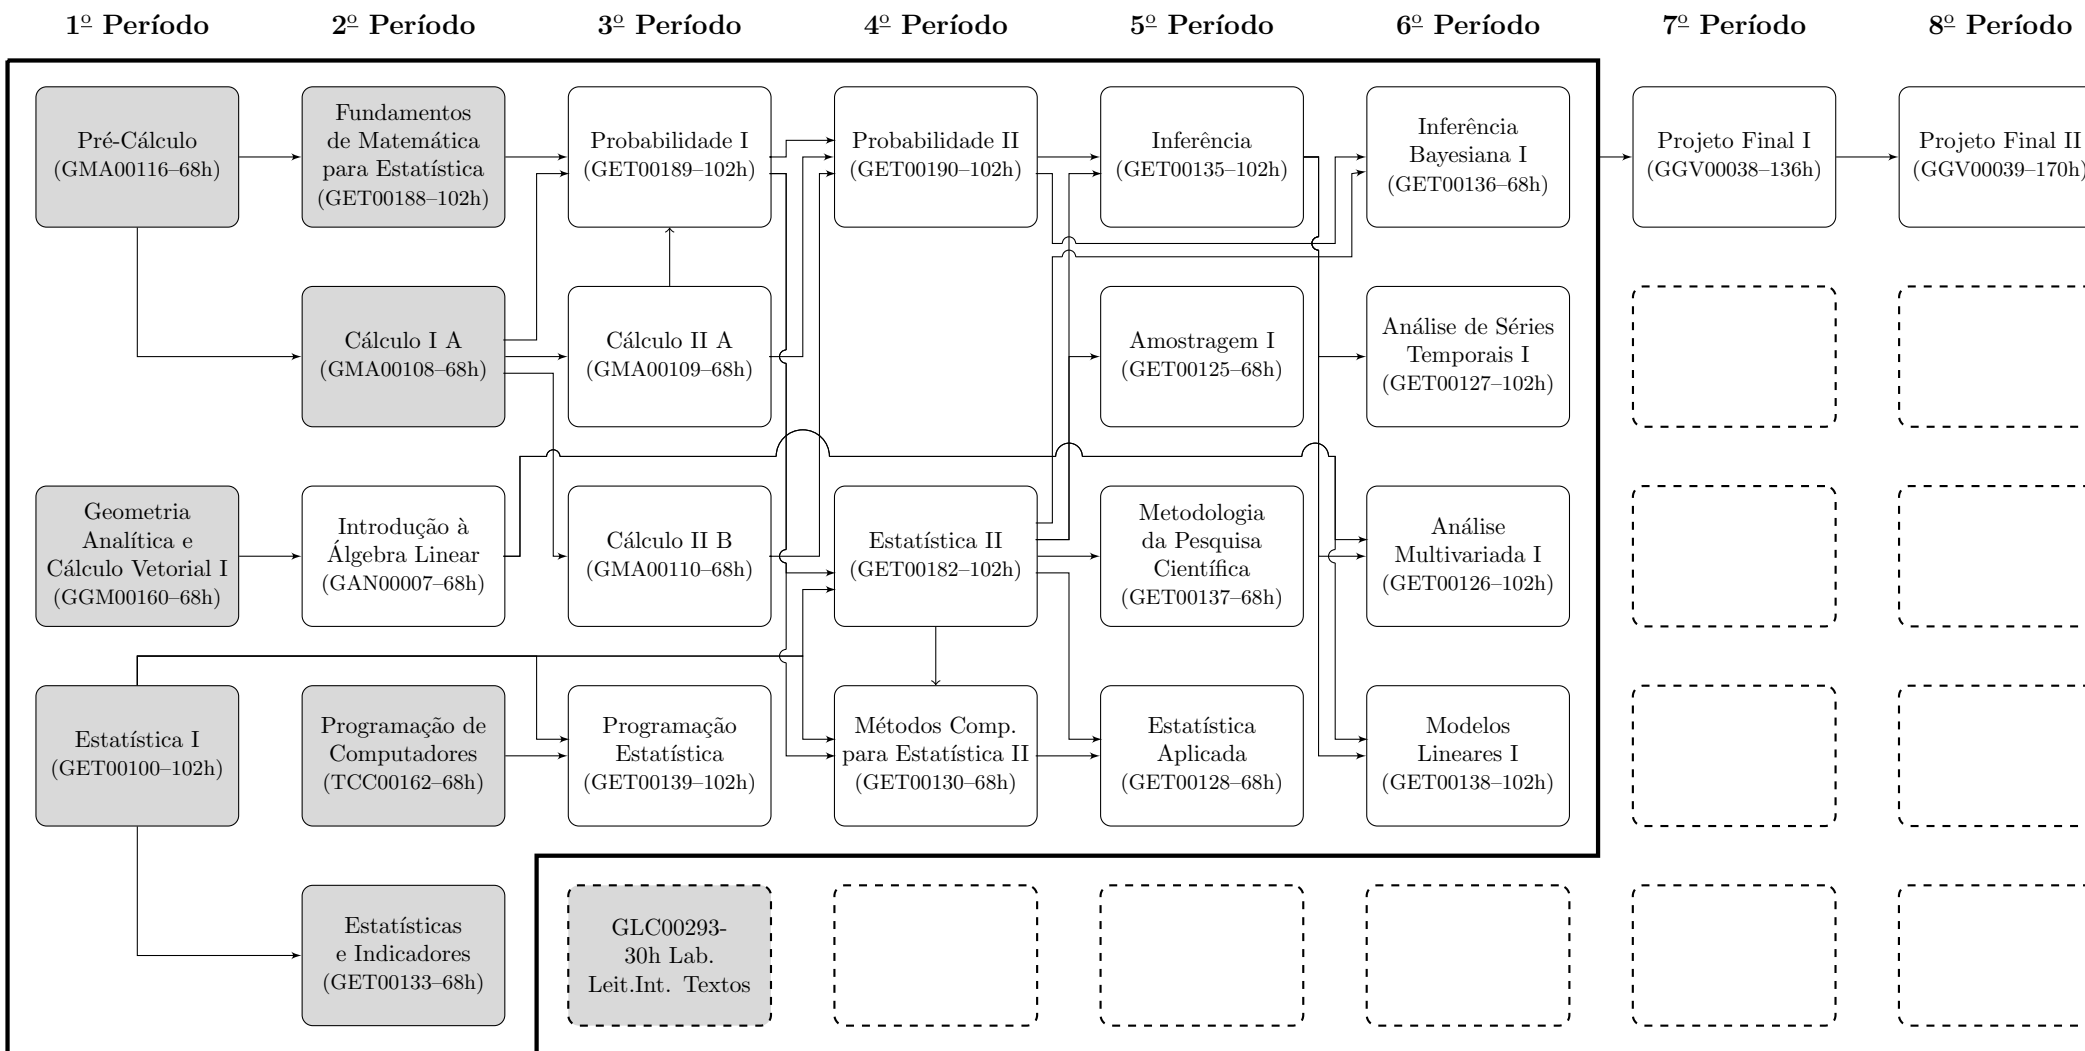 1º Período
2º Período
3º Período
4º Período
5º Período
6º Período
7º Período
8º Período
Pré-Cálculo
(GMA00116–68h)
Fundamentos
de Matemática
para Estatística
(GET00188–102h)
Probabilidade I
(GET00189–102h)
Probabilidade II
(GET00190–102h)
Inferência
(GET00135–102h)
Inferência
Bayesiana I
(GET00136–68h)
Projeto Final I
(GGV00038–136h)
Projeto Final II
(GGV00039–170h)
Cálculo I A
(GMA00108–68h)
Cálculo II A
(GMA00109–68h)
Amostragem I
(GET00125–68h)
Análise de Séries
Temporais I
(GET00127–102h)
Geometria
Analítica e
Cálculo Vetorial I
(GGM00160–68h)
Introdução à
Álgebra Linear
(GAN00007–68h)
Cálculo II B
(GMA00110–68h)
Estatística II
(GET00182–102h)
Metodologia
da Pesquisa
Científica
(GET00137–68h)
Análise
Multivariada I
(GET00126–102h)
Estatística I
(GET00100–102h)
Programação de
Computadores
(TCC00162–68h)
Programação
Estatística
(GET00139–102h)
Métodos Comp.
para Estatística II
(GET00130–68h)
Estatística
Aplicada
(GET00128–68h)
Modelos
Lineares I
(GET00138–102h)
Estatísticas
e Indicadores
(GET00133–68h)
GLC00293-
30h Lab.
Leit.Int. Textos